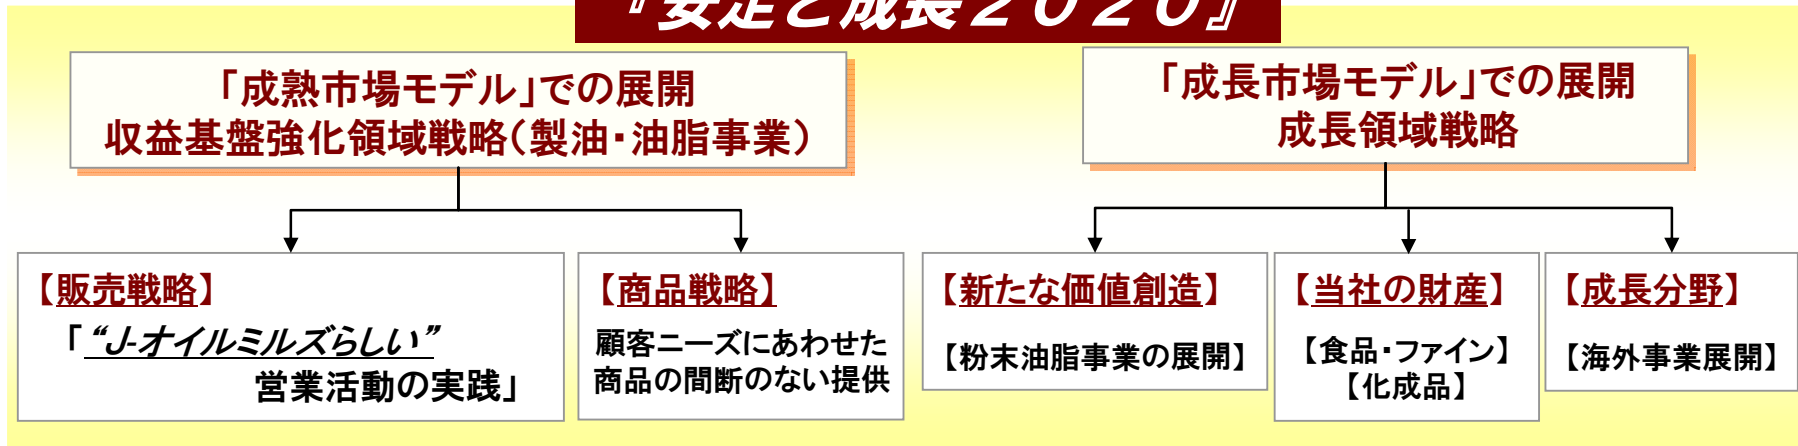 『安定と成長２０２０』
「成熟市場モデル」での展開
収益基盤強化領域戦略（製油・油脂事業）
「成長市場モデル」での展開
成長領域戦略
【販売戦略】
「“J-オイルミルズらしい”
営業活動の実践」
【商品戦略】
顧客ニーズにあわせた
商品の間断のない提供
【新たな価値創造】
【粉末油脂事業の展開】
【当社の財産】
【食品・ファイン】
【化成品】
【成長分野】
【海外事業展開】